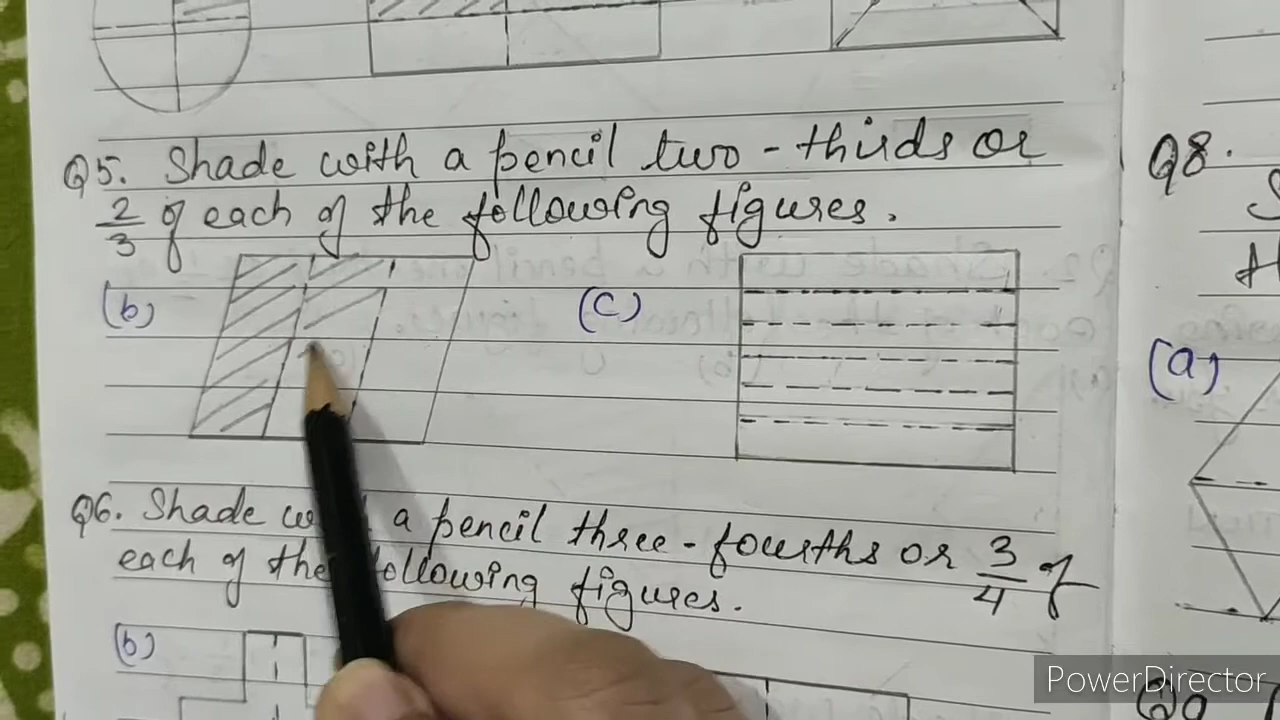 Q5. Shade with a pencil two-thirds or
2/3 of each of the following figures.
(b)
(c)
Q6. Shade a pencil three-fourths or 3/4 of
each of the following figures.
(b)
Q8.
(a)
Q9
PowerDirector